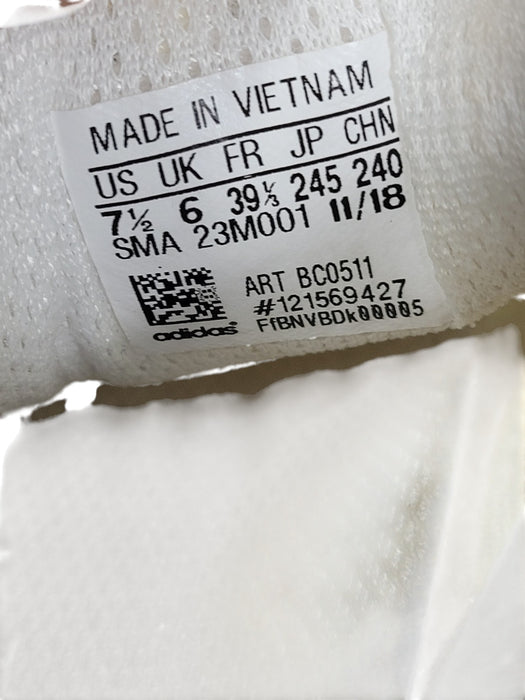 MADE IN VIETNAM
US UK FR JP CHN
7½ 6 39⅓ 245 240
SMA 23M001 11/18
ART BC0511
#121569427
FfBNVBDk00005
adidas